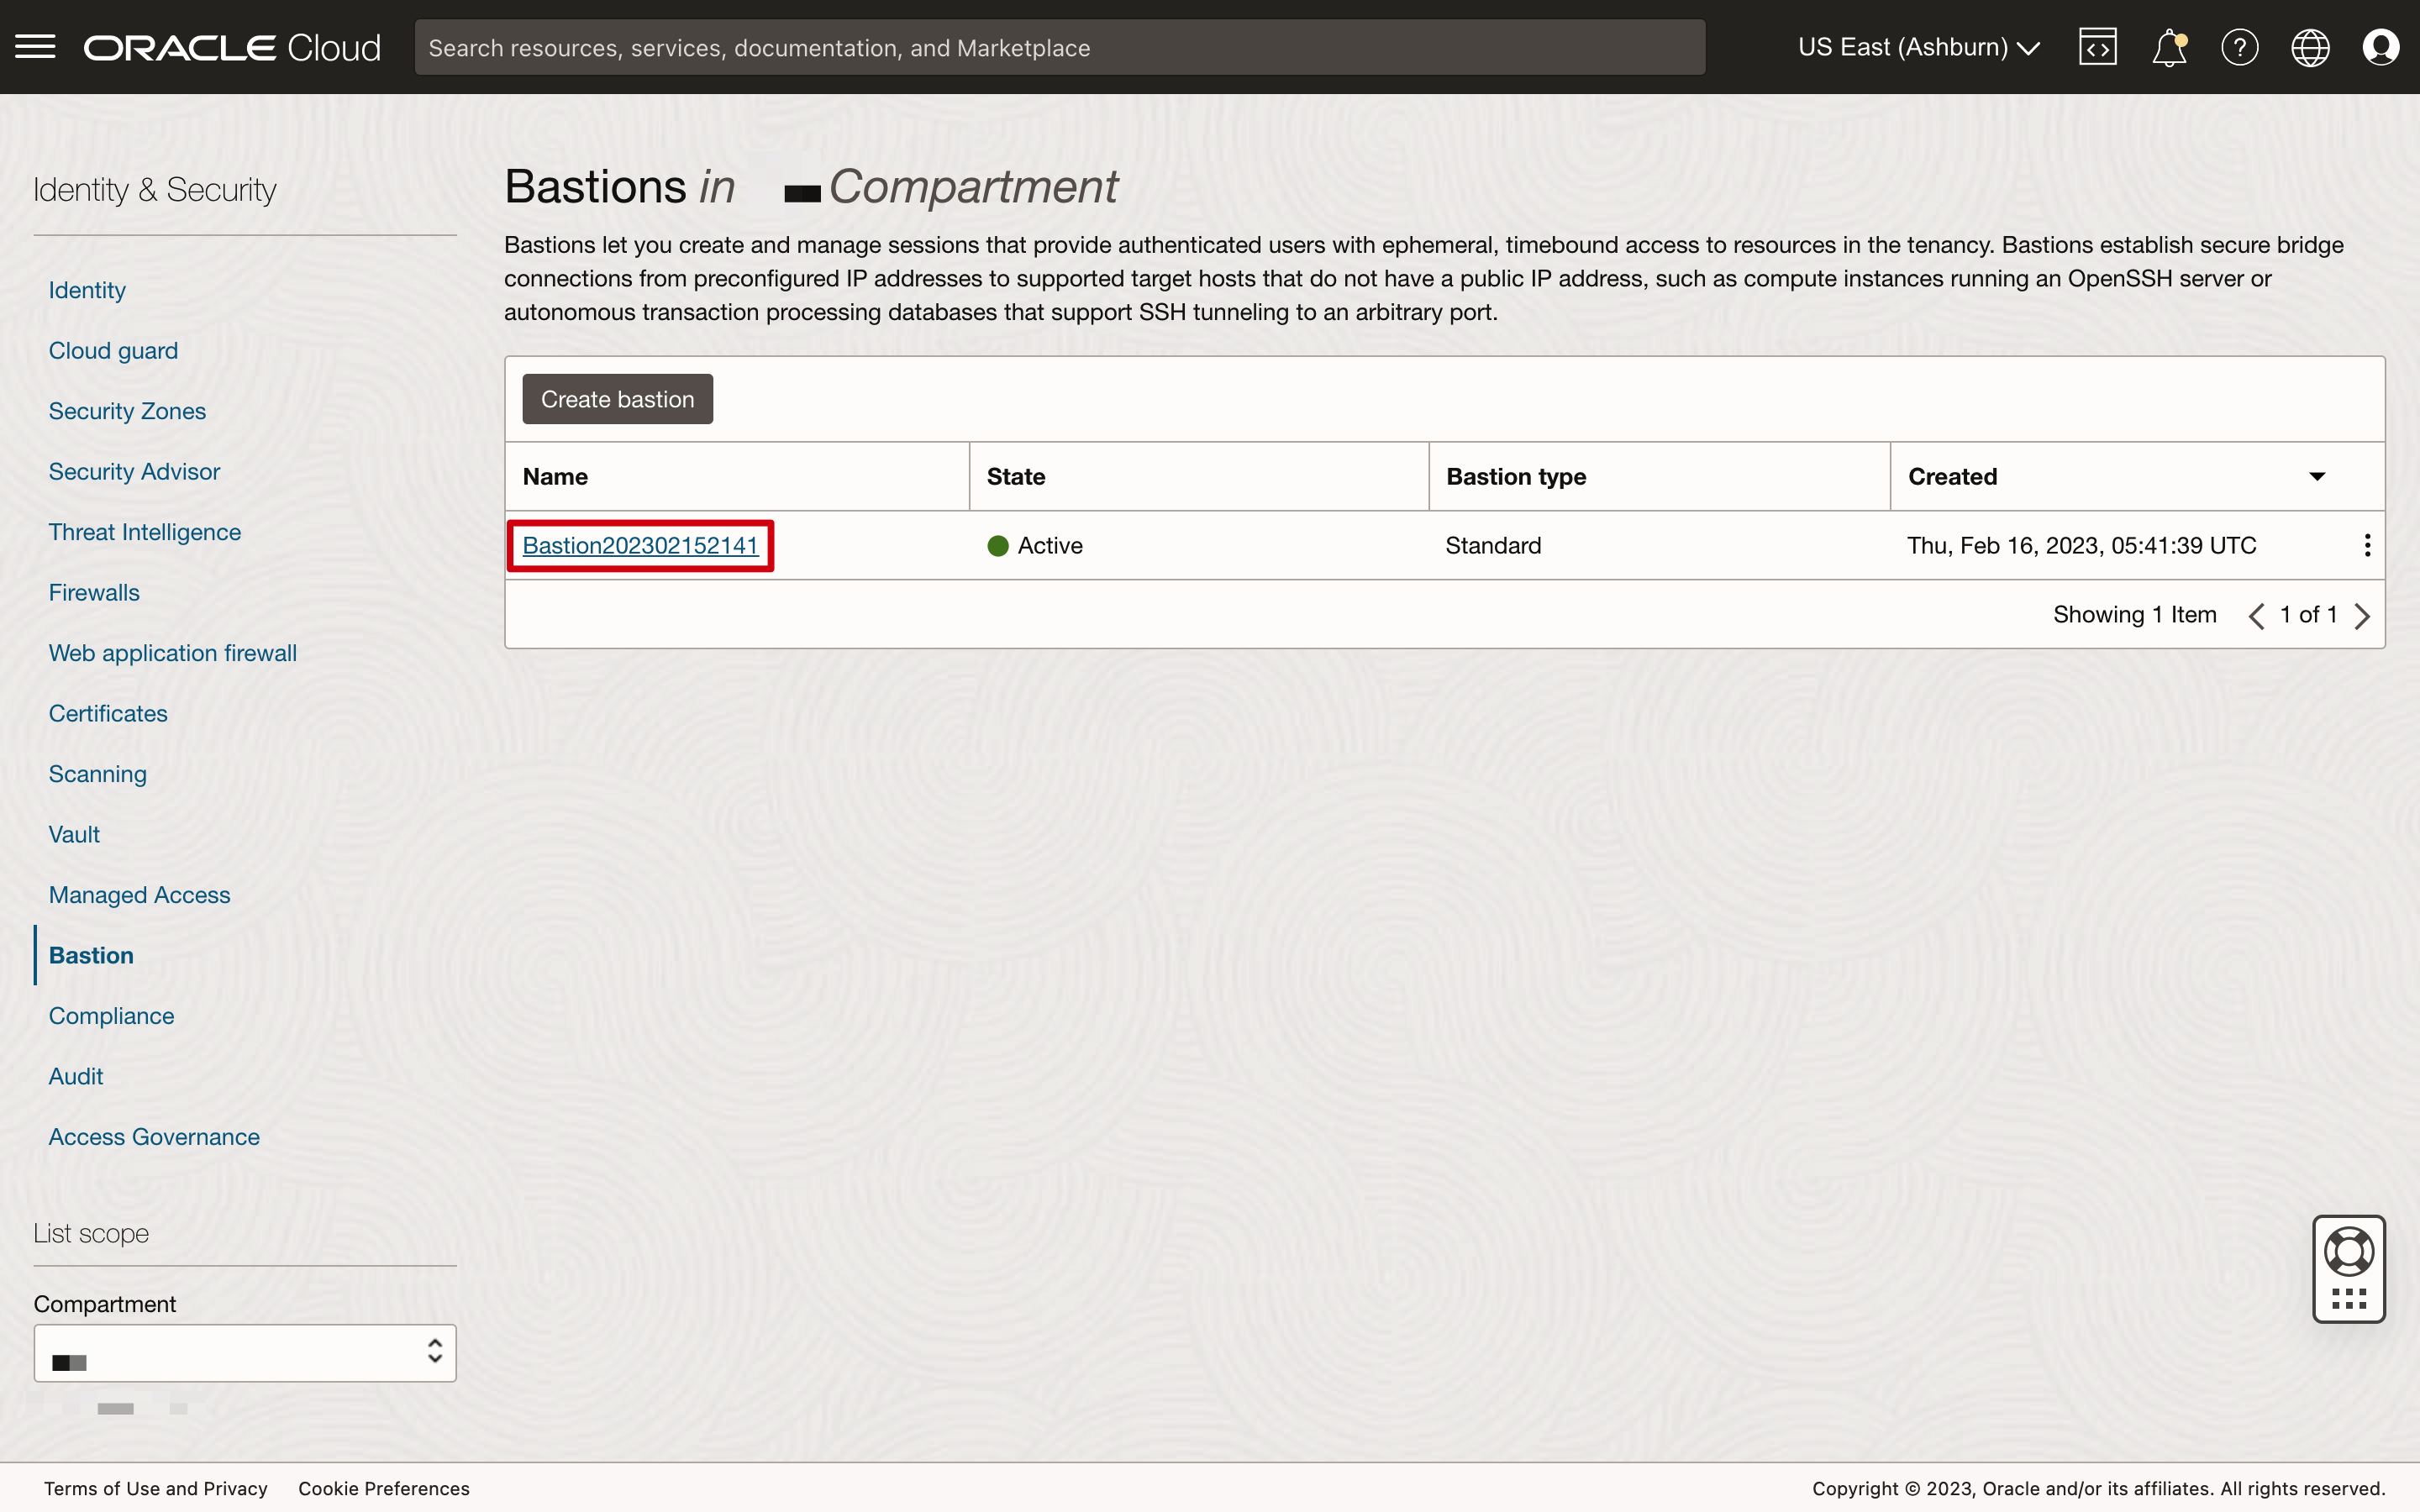 ORACLE Cloud
Search resources, services, documentation, and Marketplace
US East (Ashburn)
Identity & Security
Identity
Cloud guard
Security Zones
Security Advisor
Threat Intelligence
Firewalls
Web application firewall
Certificates
Scanning
Vault
Managed Access
Bastion
Compliance
Audit
Access Governance
List scope
Compartment
Bastions in Compartment
Bastions let you create and manage sessions that provide authenticated users with ephemeral, timebound access to resources in the tenancy. Bastions establish secure bridge
connections from preconfigured IP addresses to supported target hosts that do not have a public IP address, such as compute instances running an OpenSSH server or
autonomous transaction processing databases that support SSH tunneling to an arbitrary port.
Create bastion
Name State Bastion type Created
Bastion202302152141 Active Standard Thu, Feb 16, 2023, 05:41:39 UTC
Showing 1 Item 1 of 1
Terms of Use and Privacy Cookie Preferences
Copyright © 2023, Oracle and/or its affiliates. All rights reserved.